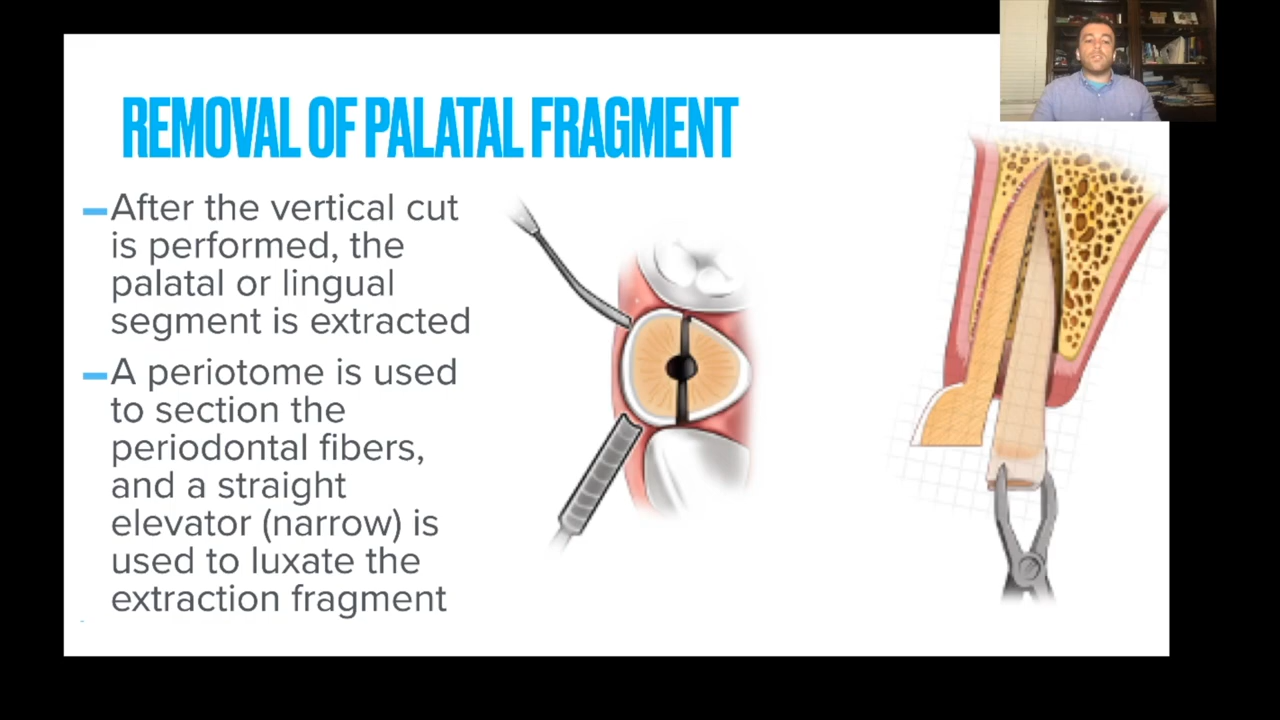 REMOVAL OF PALATAL FRAGMENT
After the vertical cut
is performed, the
palatal or lingual
segment is extracted
A periotome is used
to section the
periodontal fibers,
and a straight
elevator (narrow) is
used to luxate the
extraction fragment